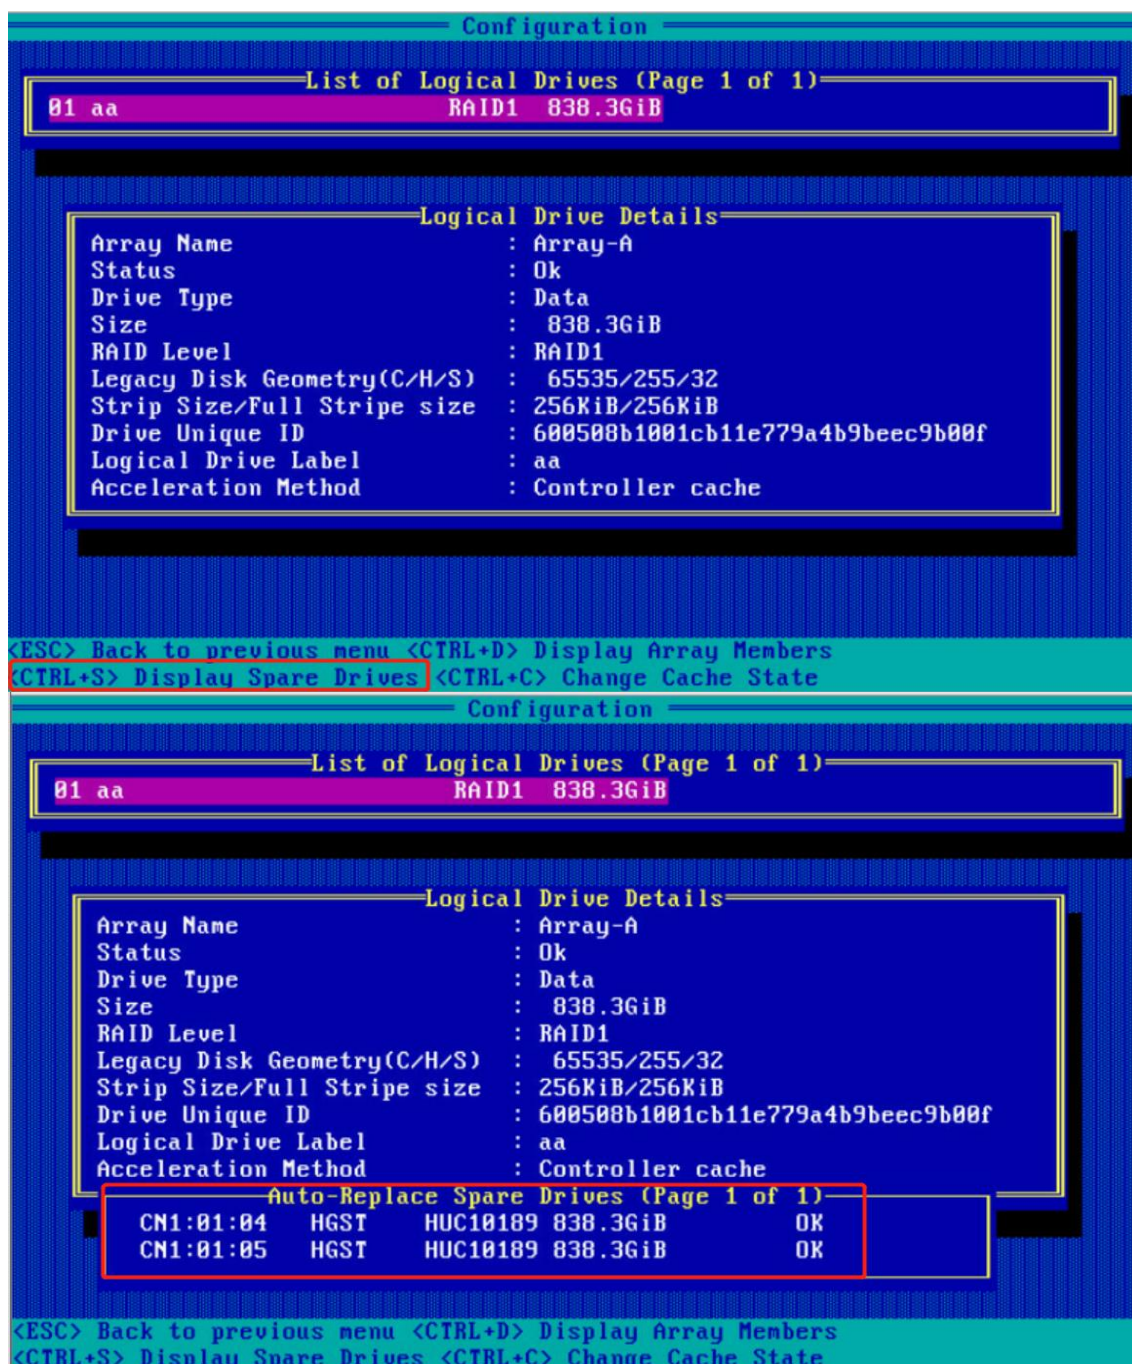 Configuration
List of Logical Drives (Page 1 of 1)
01 aa RAID1 838.3GiB
Logical Drive Details
Array Name : Array-A
Status : Ok
Drive Type : Data
Size : 838.3GiB
RAID Level : RAID1
Legacy Disk Geometry(C/H/S) : 65535/255/32
Strip Size/Full Stripe size : 256KiB/256KiB
Drive Unique ID : 600508b1001cb11e779a4b9beec9b00f
Logical Drive Label : aa
Acceleration Method : Controller cache
<ESC> Back to previous menu <CTRL+D> Display Array Members
<CTRL+S> Display Spare Drives <CTRL+C> Change Cache State
Configuration
List of Logical Drives (Page 1 of 1)
01 aa RAID1 838.3GiB
Logical Drive Details
Array Name : Array-A
Status : Ok
Drive Type : Data
Size : 838.3GiB
RAID Level : RAID1
Legacy Disk Geometry(C/H/S) : 65535/255/32
Strip Size/Full Stripe size : 256KiB/256KiB
Drive Unique ID : 600508b1001cb11e779a4b9beec9b00f
Logical Drive Label : aa
Acceleration Method : Controller cache
Auto-Replace Spare Drives (Page 1 of 1)
CN1:01:04 HGST HUC10189 838.3GiB OK
CN1:01:05 HGST HUC10189 838.3GiB OK
<ESC> Back to previous menu <CTRL+D> Display Array Members
<CTRL+S> Display Spare Drives <CTRL+C> Change Cache State